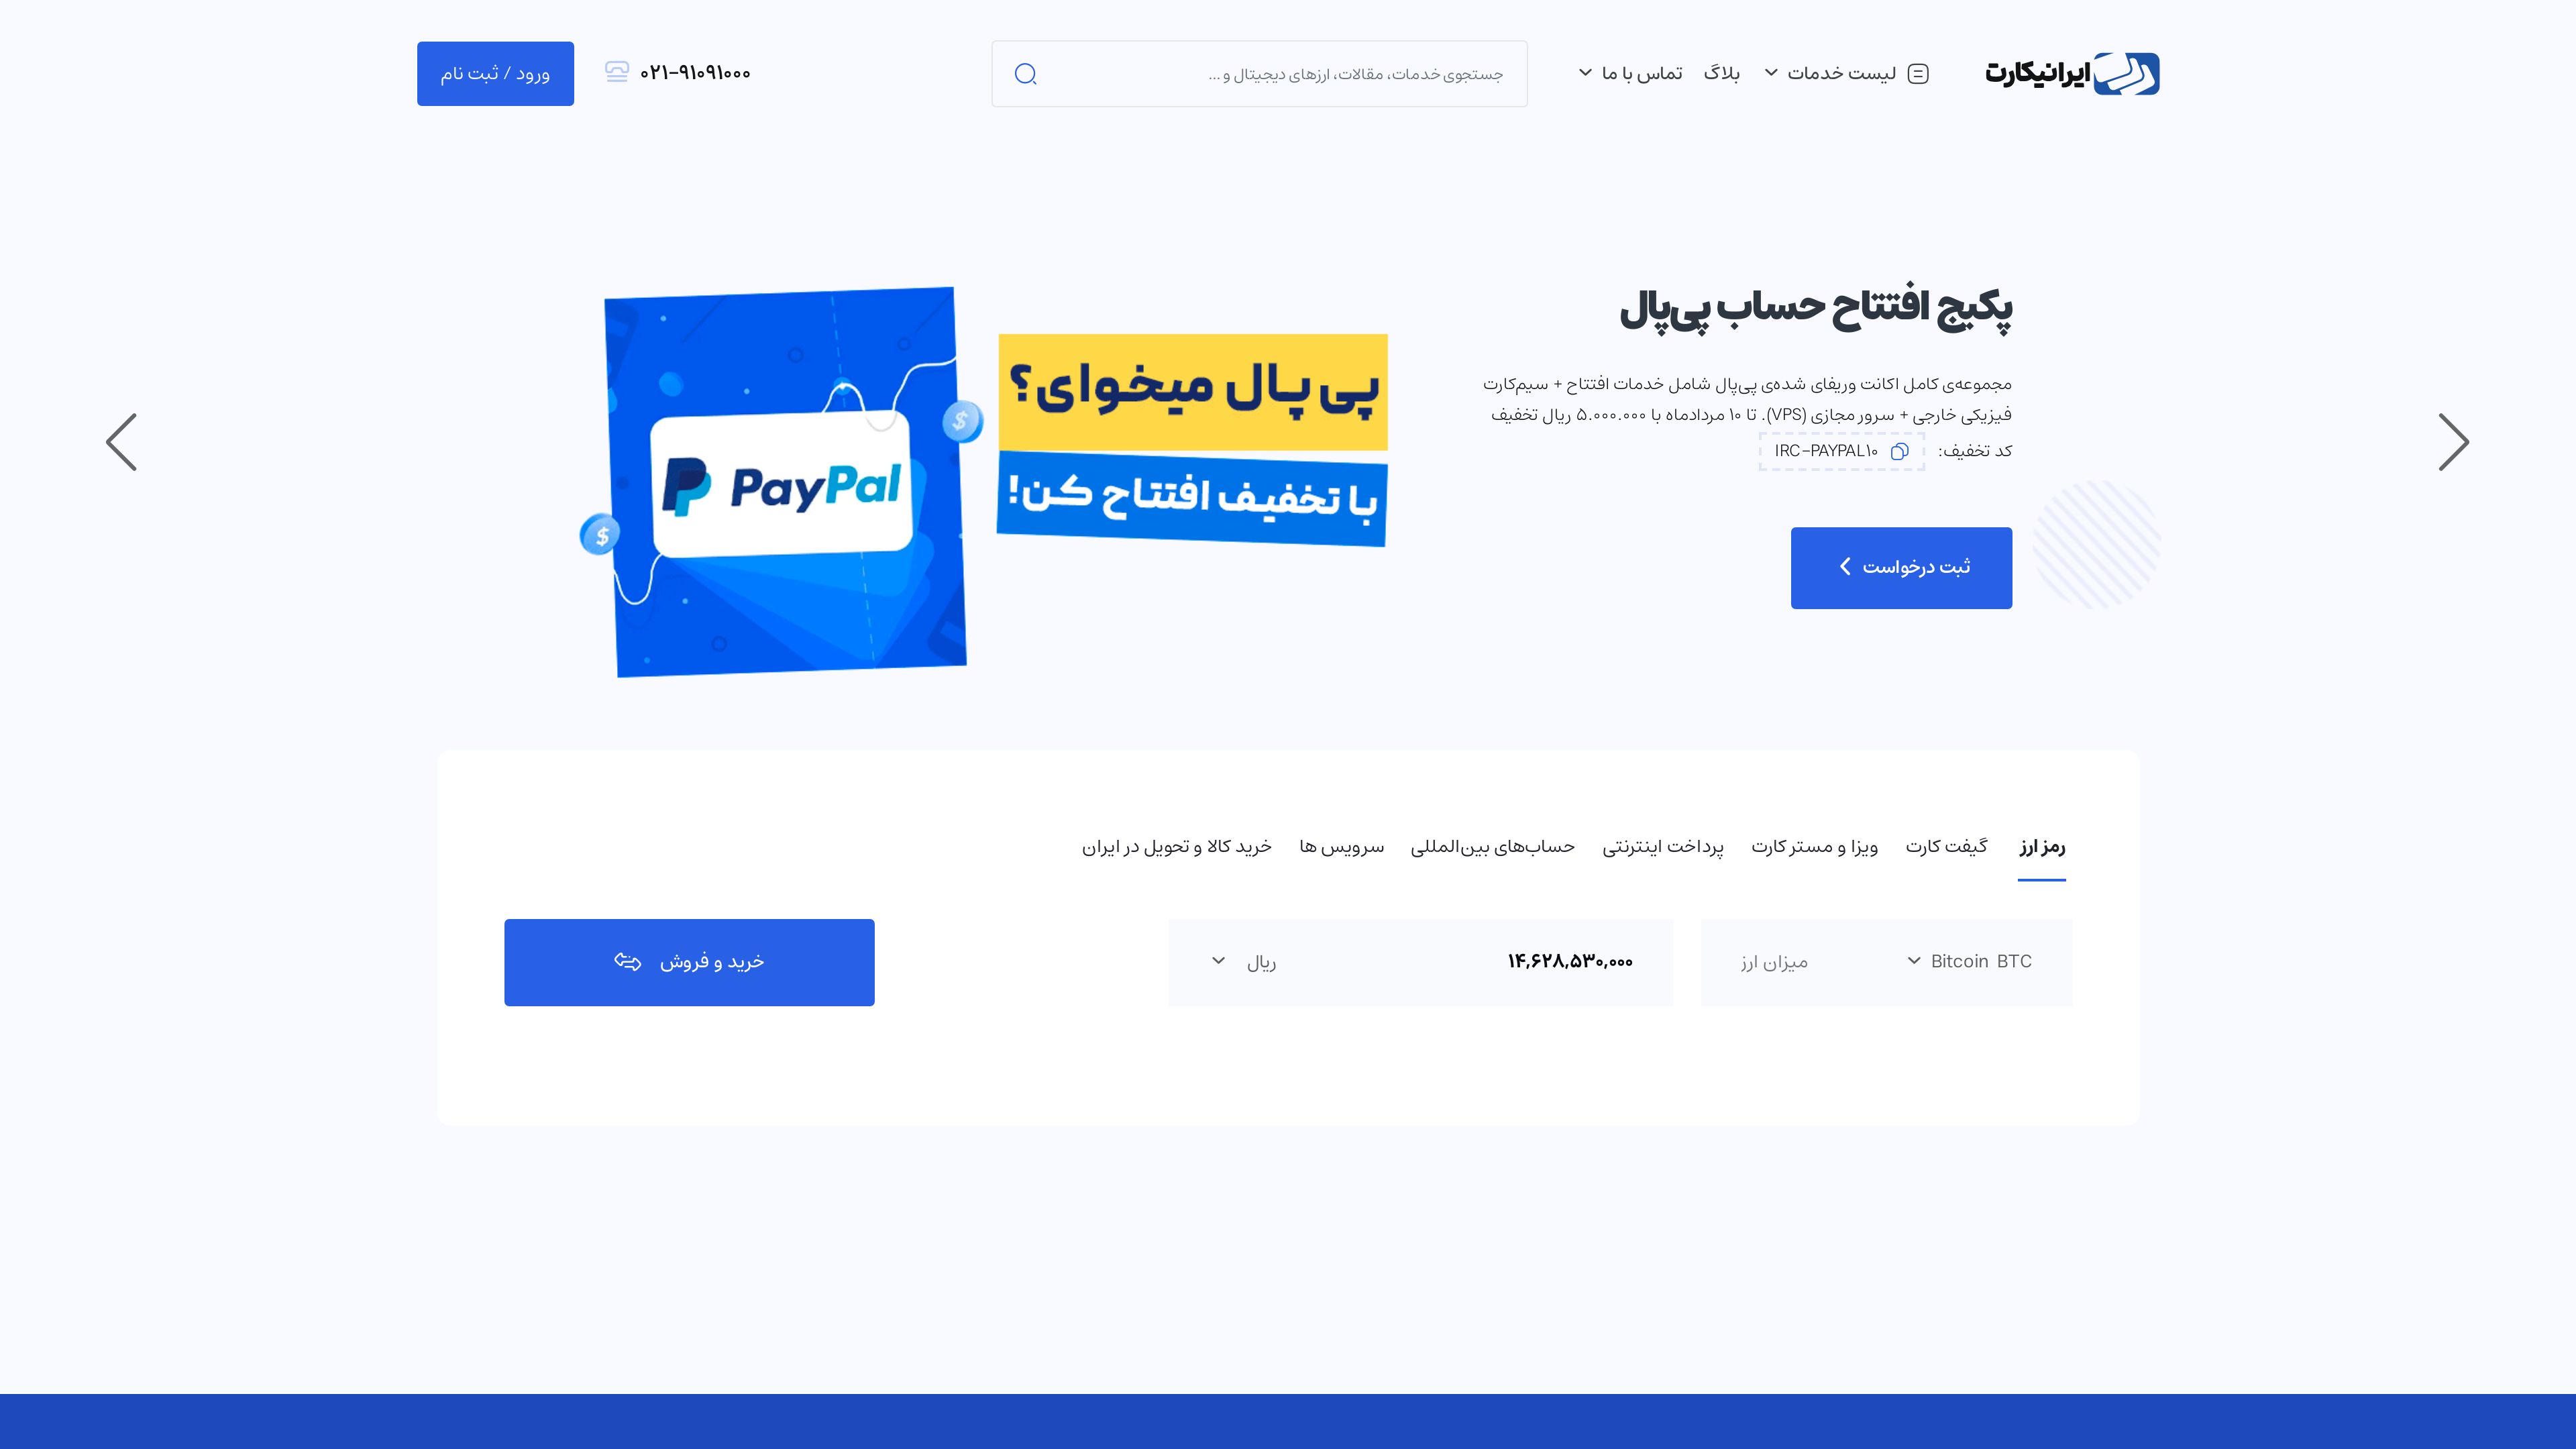 ایرانیکارت
لیست خدمات
بلاگ
تماس با ما
جستجوی خدمات، مقالات، ارزهای دیجیتال و ...
۰۲۱-۹۱۰۹۱۰۰۰
ورود / ثبت نام
پکیج افتتاح حساب پی‌پال
مجموعه‌ی کامل اکانت وریفای شده‌ی پی‌پال شامل خدمات افتتاح + سیم‌کارت
فیزیکی خارجی + سرور مجازی (VPS). تا ۱۰ مردادماه با ۵.۰۰۰.۰۰۰ ریال تخفیف
کد تخفیف: IRC-PAYPAL۱۰
ثبت درخواست
پی پال میخوای؟
با تخفیف افتتاح کن!
PayPal
$
$
رمز ارز
گیفت کارت
ویزا و مستر کارت
پرداخت اینترنتی
حساب‌های بین‌المللی
سرویس ها
خرید کالا و تحویل در ایران
Bitcoin BTC
میزان ارز
۱۴,۶۲۸,۵۳۰,۰۰۰
ریال
خرید و فروش